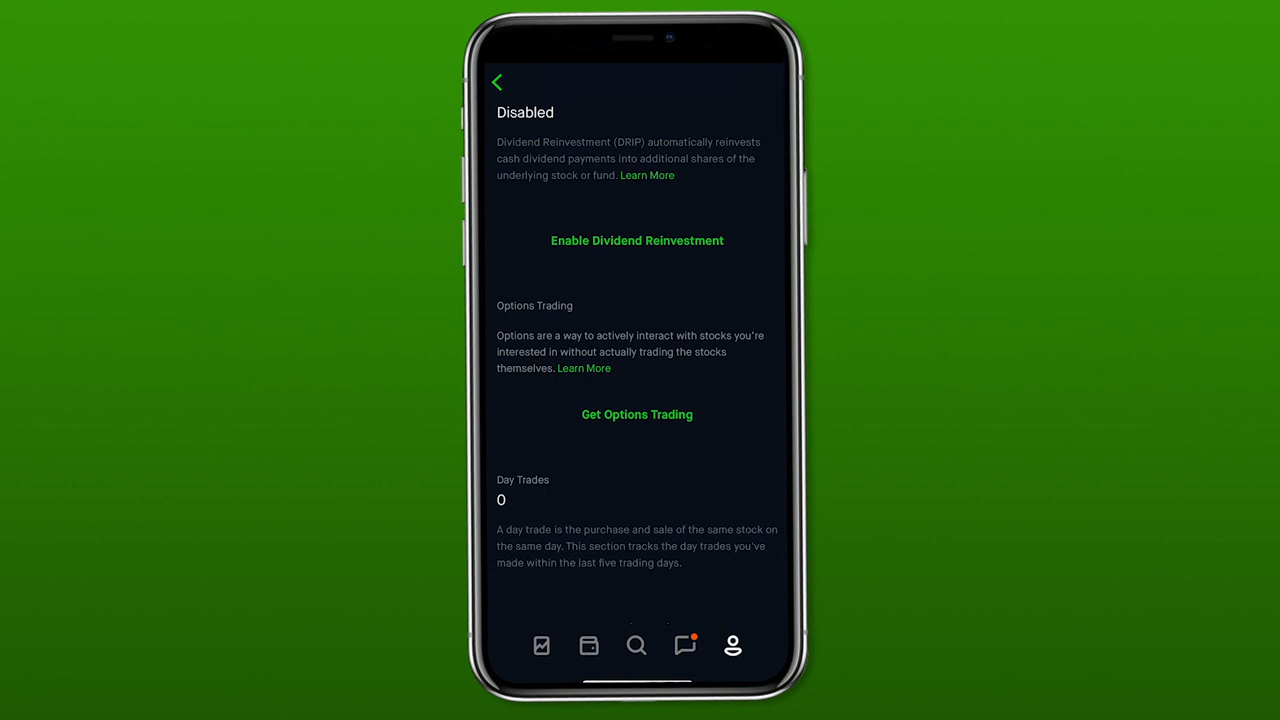 Disabled
Dividend Reinvestment (DRIP) automatically reinvests
cash dividend payments into additional shares of the
underlying stock or fund. Learn More
Enable Dividend Reinvestment
Options Trading
Options are a way to actively interact with stocks you're
interested in without actually trading the stocks
themselves. Learn More
Get Options Trading
Day Trades
0
A day trade is the purchase and sale of the same stock on
the same day. This section tracks the day trades you've
made within the last five trading days.